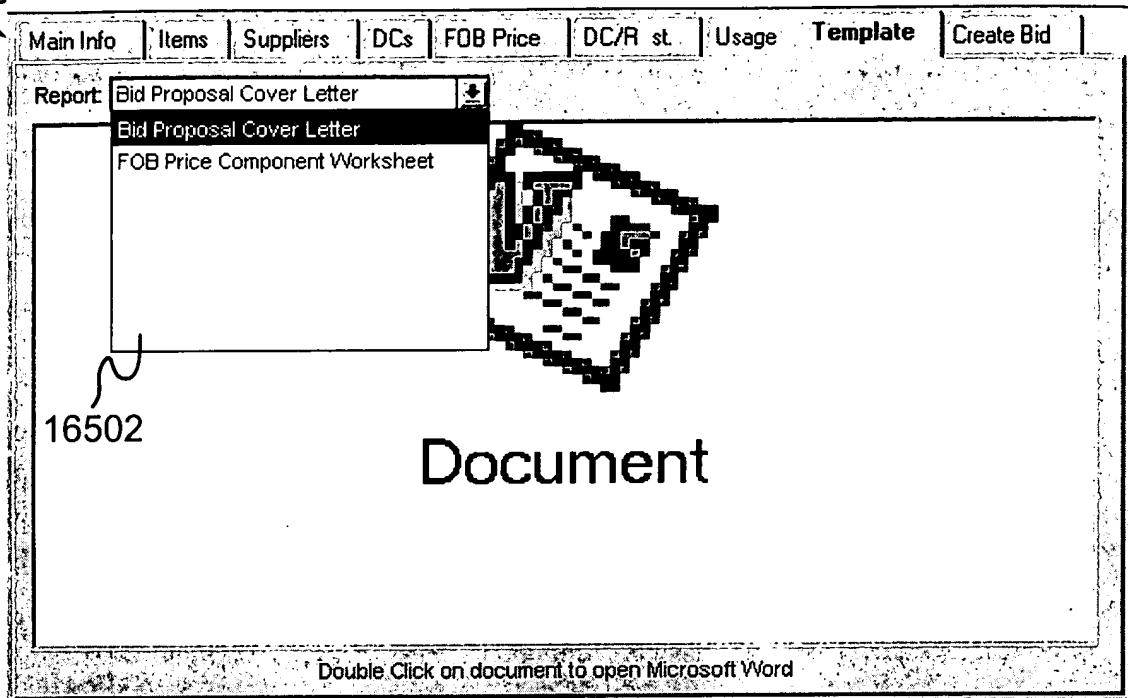 Main Info Items Suppliers DCs FOB Price DC/R st. Usage Template Create Bid
Report: Bid Proposal Cover Letter
Bid Proposal Cover Letter
FOB Price Component Worksheet
16502
Document
Double Click on document to open Microsoft Word